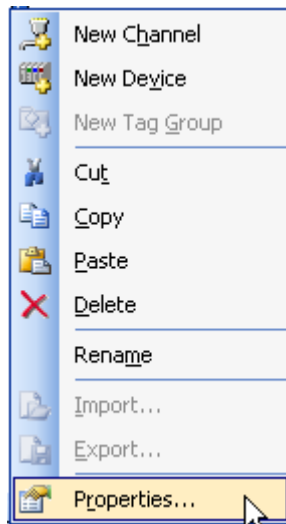 New Channel
New Device
New Tag Group
Cut
Copy
Paste
Delete
Rename
Import...
Export...
Properties...